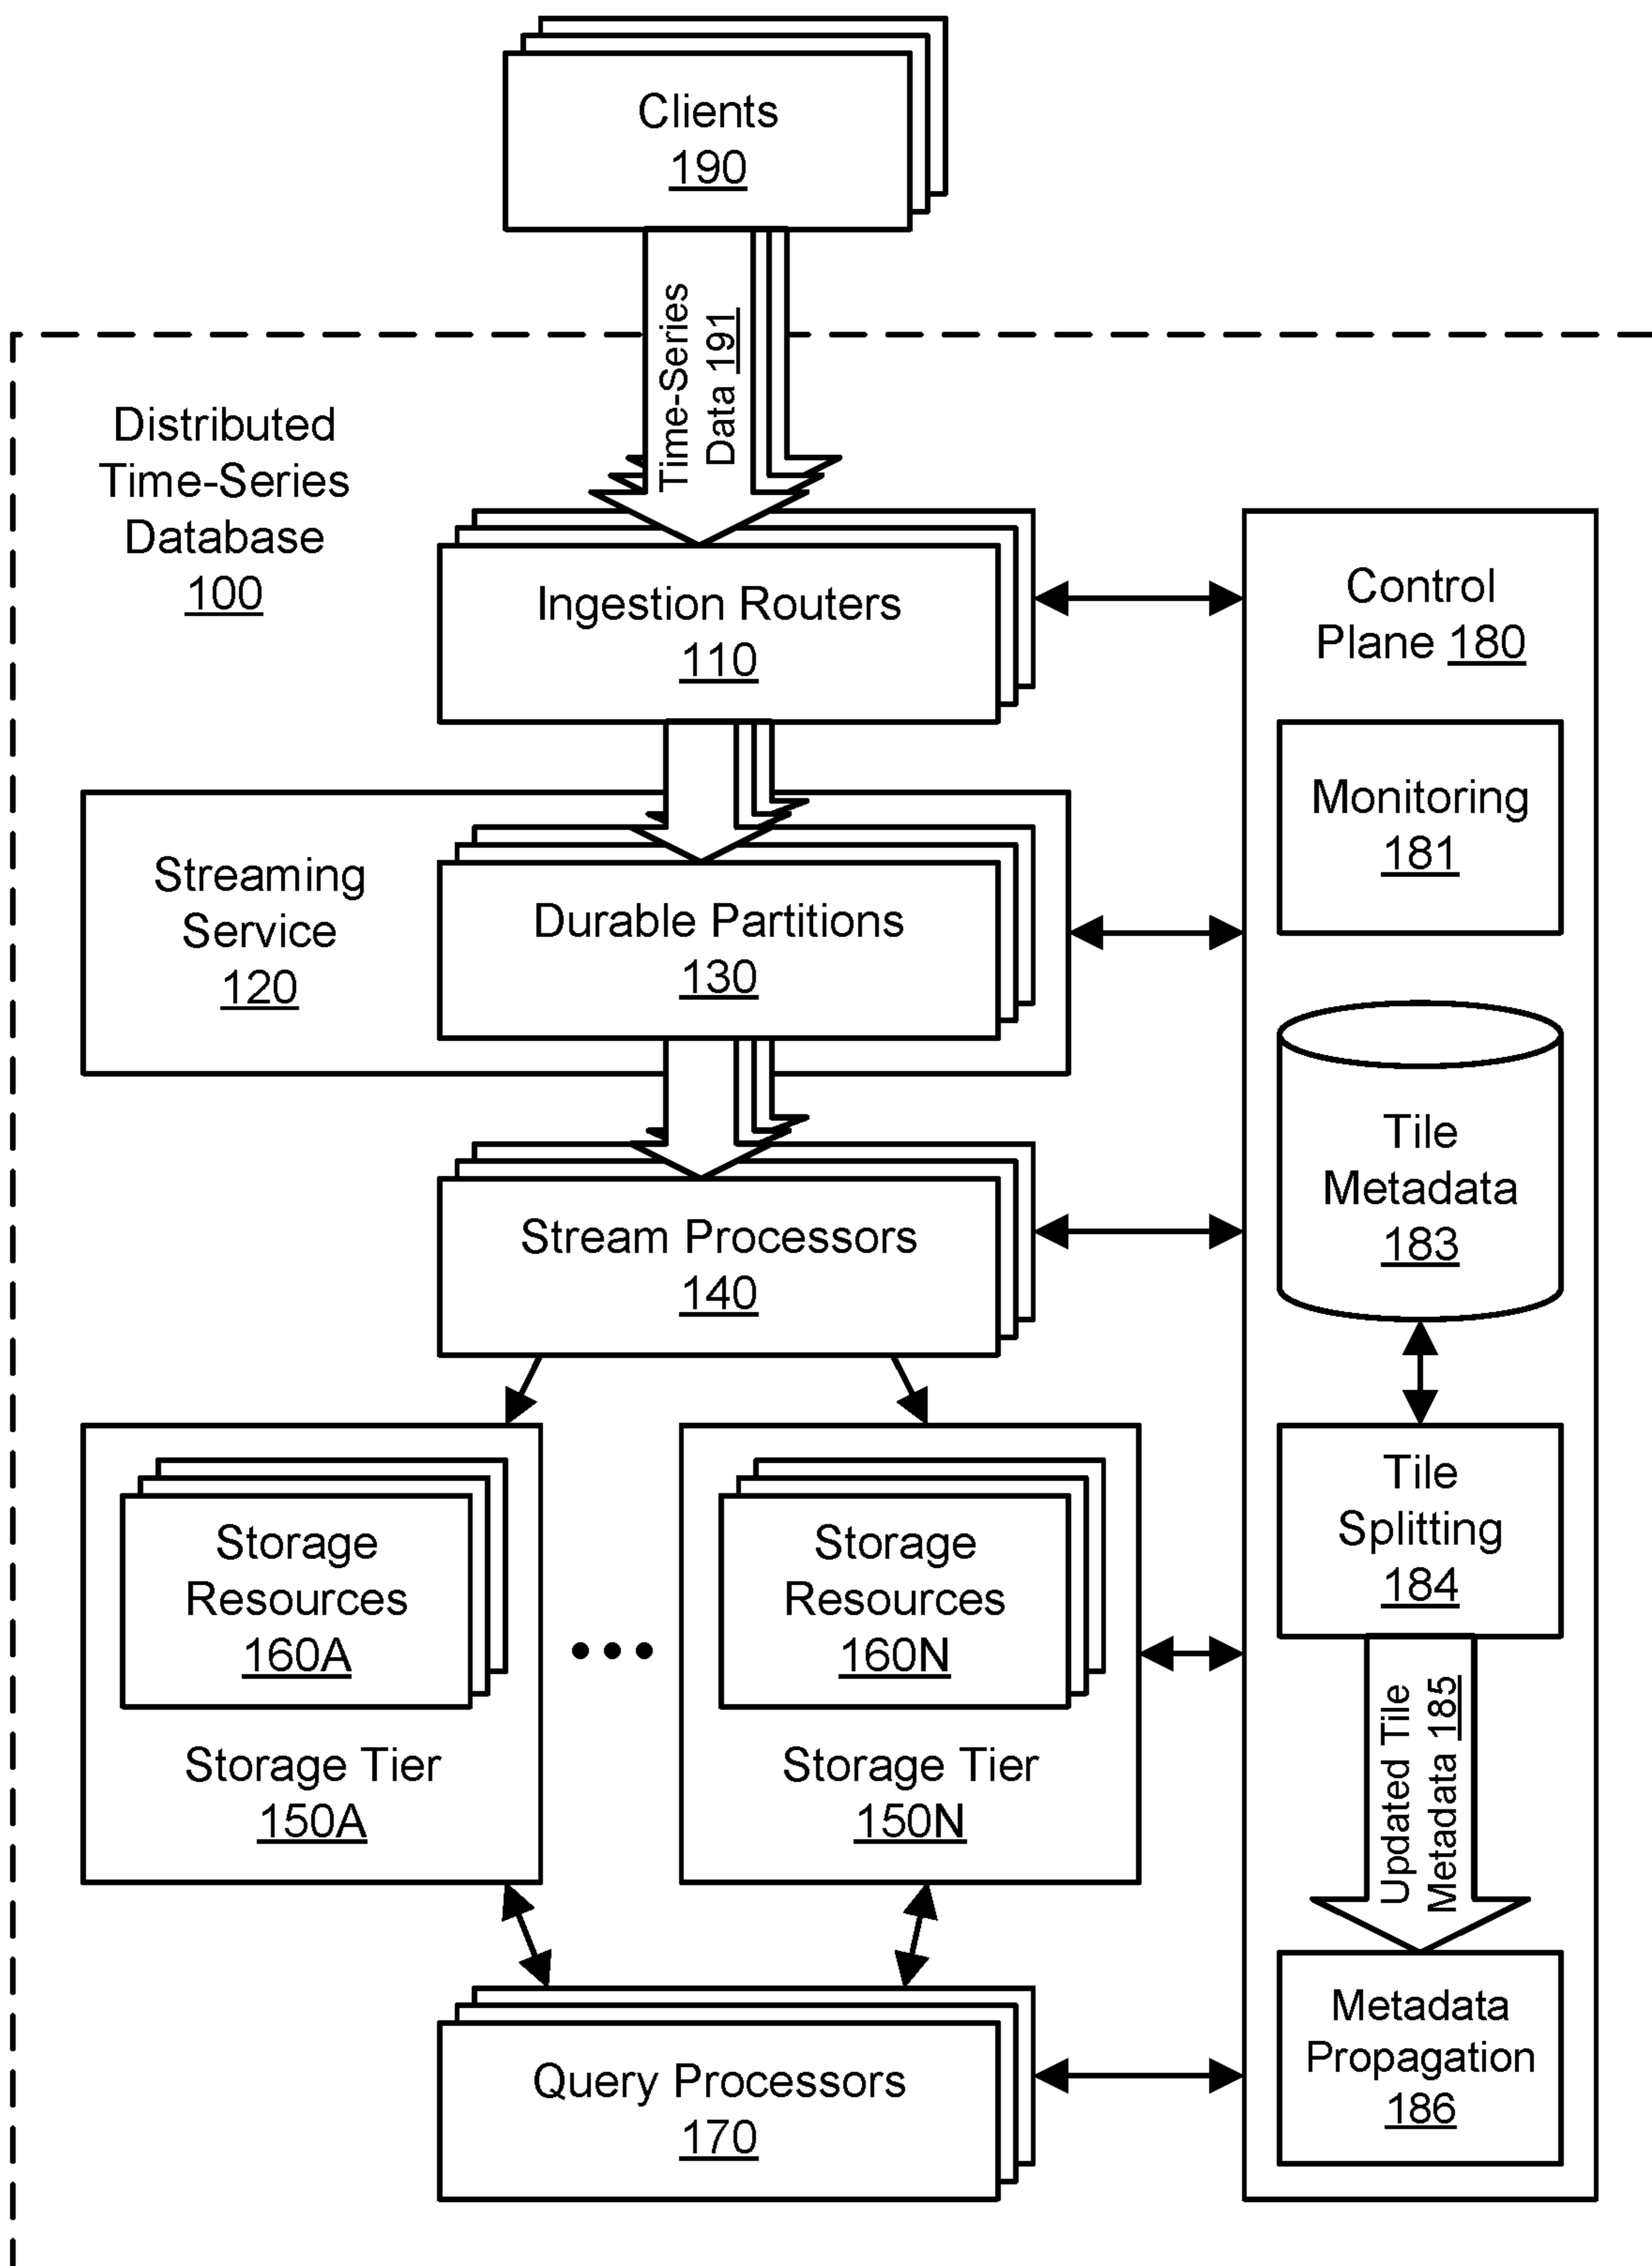 Clients
190
Time-Series
Data 191
Distributed
Time-Series
Database
100
Ingestion Routers
110
Control
Plane 180
Monitoring
181
Streaming
Service
120
Durable Partitions
130
Tile
Metadata
183
Stream Processors
140
Storage
Resources
160A
Storage Tier
150A
Storage
Resources
160N
Storage Tier
150N
Tile
Splitting
184
Updated Tile
Metadata 185
Metadata
Propagation
186
Query Processors
170